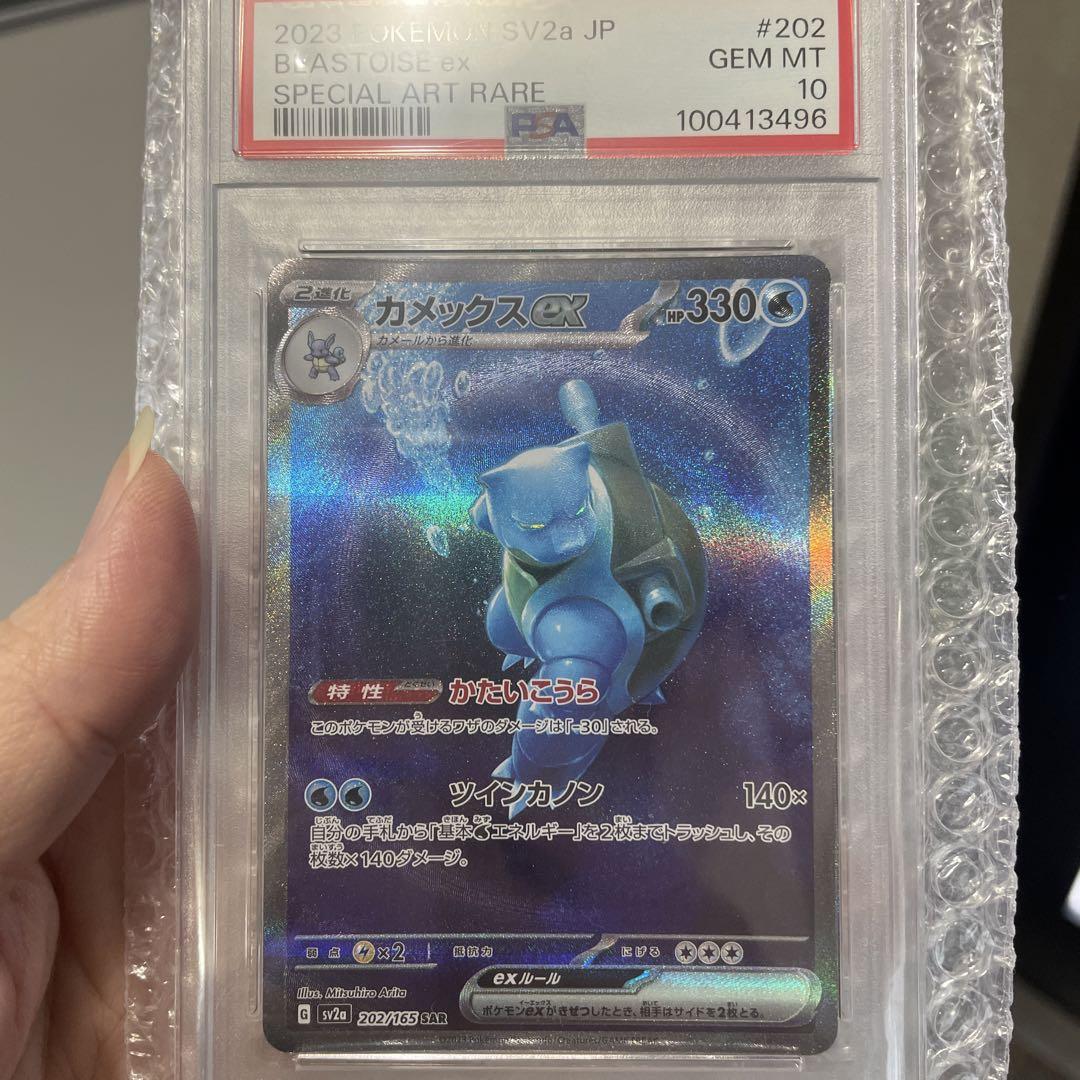 2023 POKEMON SV2a JP #202
BLASTOISE ex GEM MT
SPECIAL ART RARE 10
PSA 100413496
2進化 カメックスex HP330
カメールから進化
特性 とくせい かたいこうら
このポケモンが受けるワザのダメージは「-30」される。
ツインカノン 140×
自分の手札から「基本エネルギー」を2枚までトラッシュし、その
枚数×140ダメージ。
弱点 ×2 抵抗力 にげる
exルール
ポケモンexがきぜつしたとき、相手はサイドを2枚とる。
Illus. Mitsuhiro Arita
G sv2a 202/165 SAR